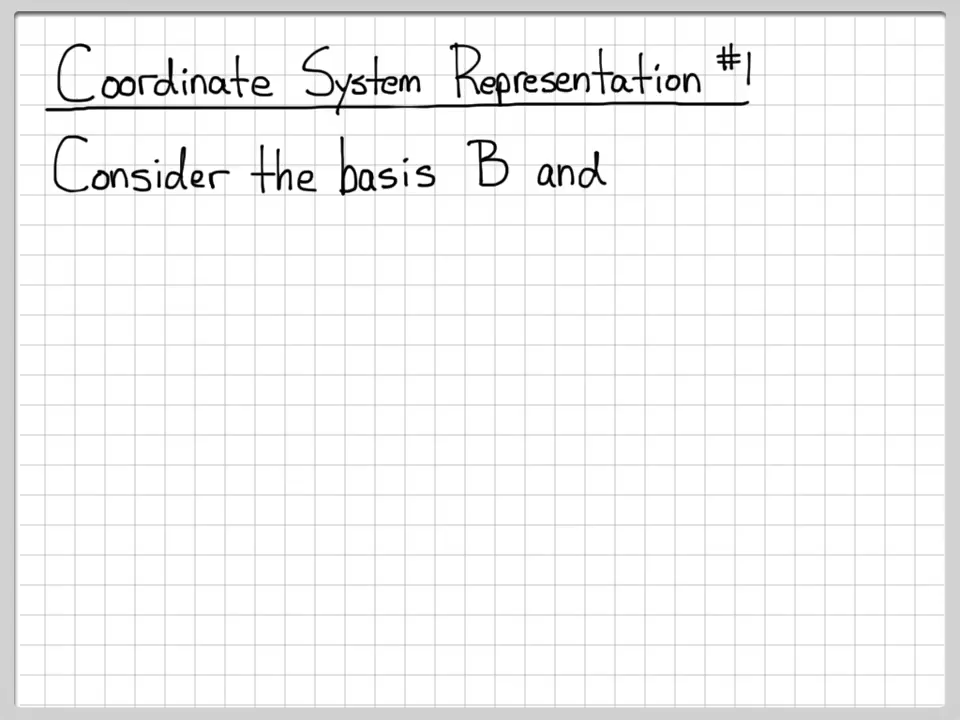 Coordinate System Representation #1
Consider the basis B and